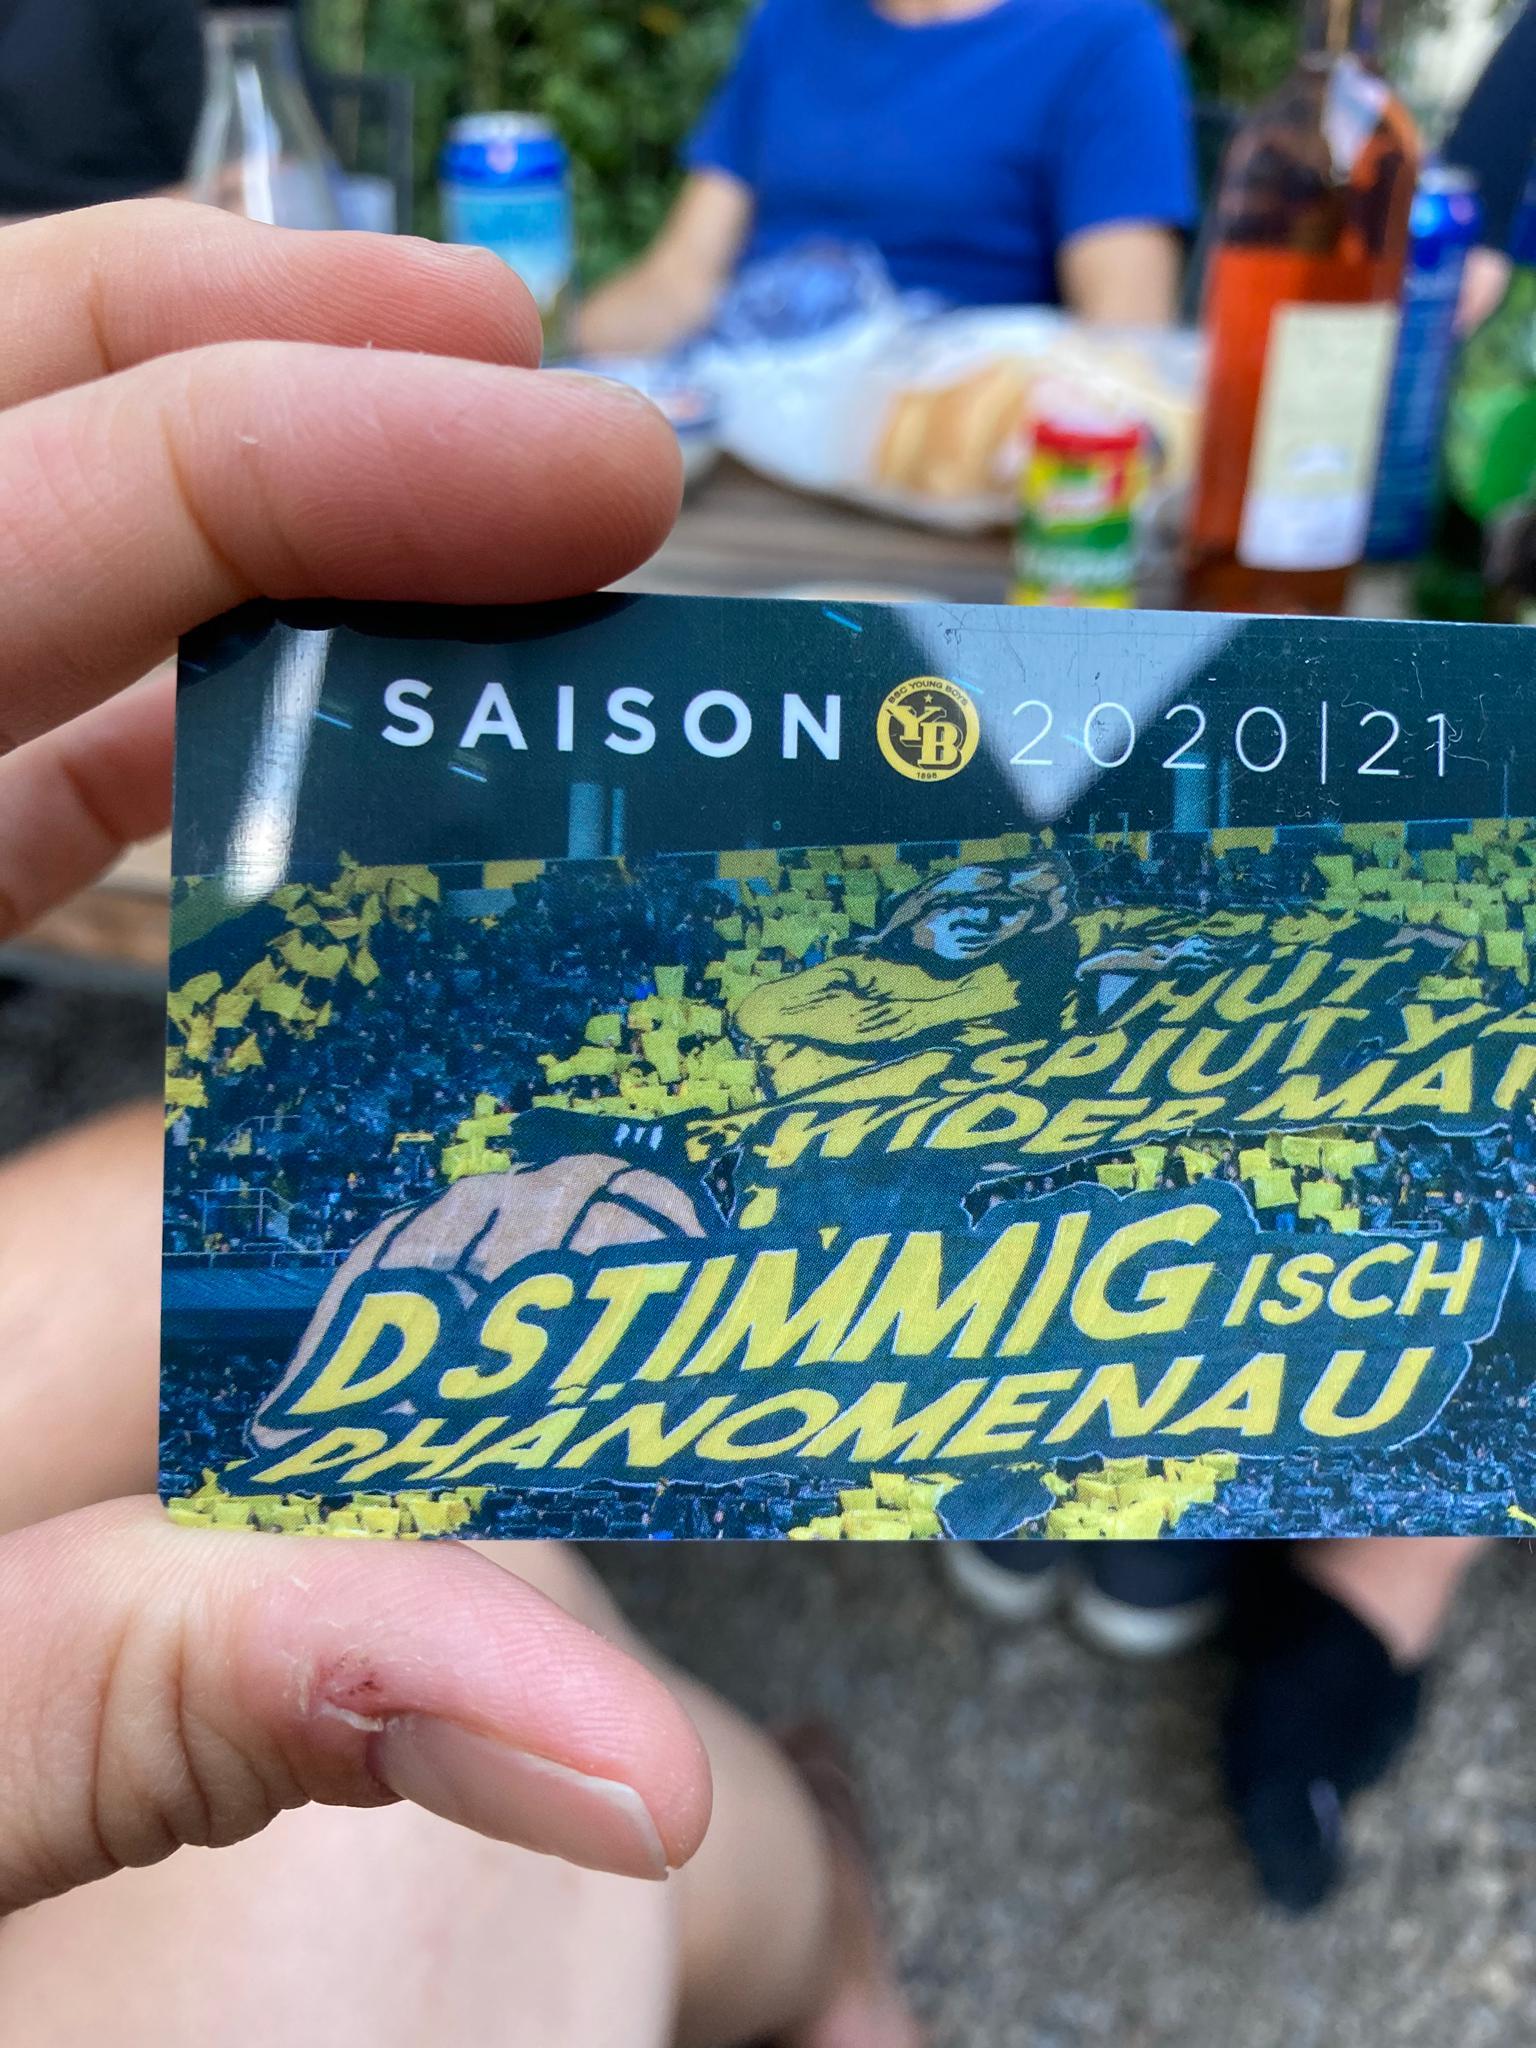 SAISON BSC YOUNG BOYS YB 1898 2020|21
HÜT
SPIUT
WIDER
D STIMMIG ISCH
PHÄNOMENAU